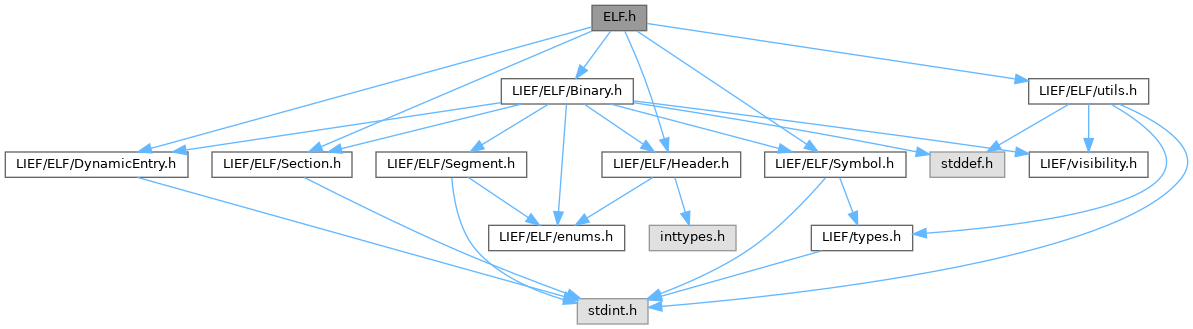 ELF.h
LIEF/ELF/Binary.h
LIEF/ELF/utils.h
LIEF/ELF/DynamicEntry.h
LIEF/ELF/Section.h
LIEF/ELF/Segment.h
LIEF/ELF/Header.h
LIEF/ELF/Symbol.h
stddef.h
LIEF/visibility.h
LIEF/ELF/enums.h
inttypes.h
LIEF/types.h
stdint.h